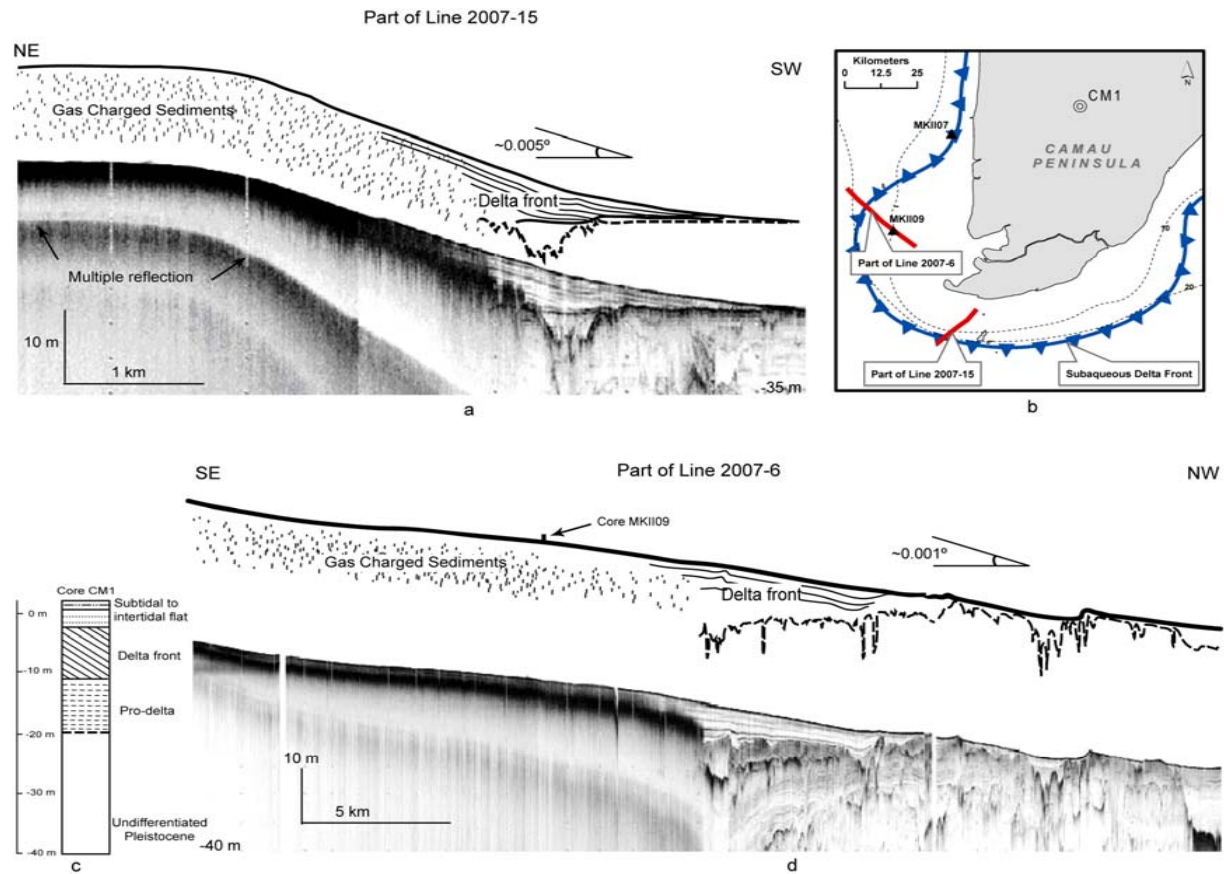 Part of Line 2007-15
NE
SW
Gas Charged Sediments
~0.005º
Delta front
Multiple reflection
10 m
1 km
-35 m
a
Kilometers
0 12.5 25
N
CM1
MKII07
CAMAU
PENINSULA
MKII09
Part of Line 2007-6
10
20
Part of Line 2007-15
Subaqueous Delta Front
b
Part of Line 2007-6
SE
NW
Core MKII09
Gas Charged Sediments
~0.001º
Delta front
Core CM1
0 m
Subtidal to
intertidal flat
Delta front
-10 m
Pro-delta
-20 m
-30 m
Undifferentiated
Pleistocene
-40 m
c
10 m
5 km
-40 m
d